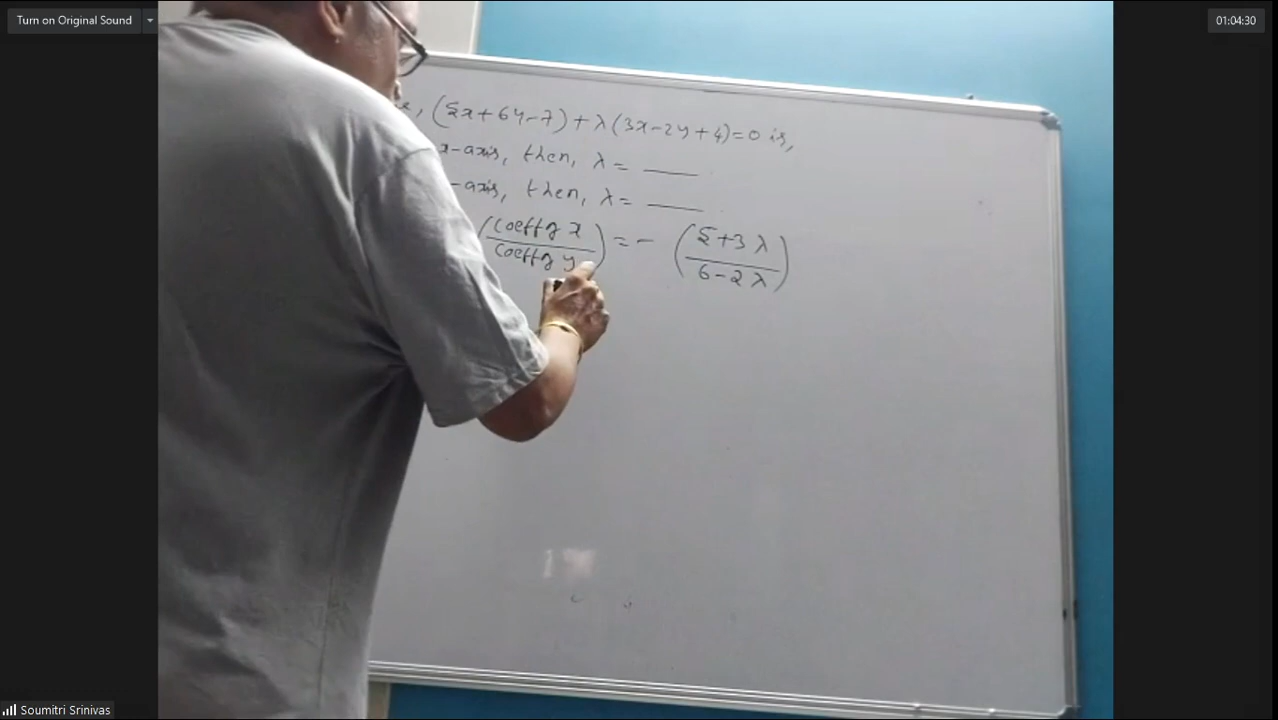 Turn on Original Sound
01:04:30
, (5x+6y-7)+λ(3x-2y+4)=0 is,
x-axis, then, λ= ____
-axis, then, λ= ____
(coeff of x / coeff of y) = - (5+3λ / 6-2λ)
Soumitri Srinivas